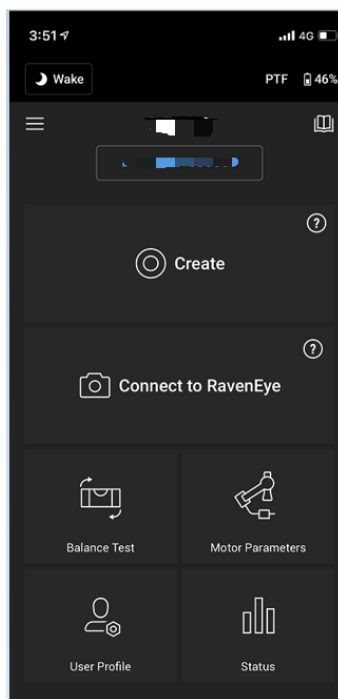 3:51 4G
Wake PTF 46%
?
Create
?
Connect to RavenEye
Balance Test Motor Parameters
User Profile Status